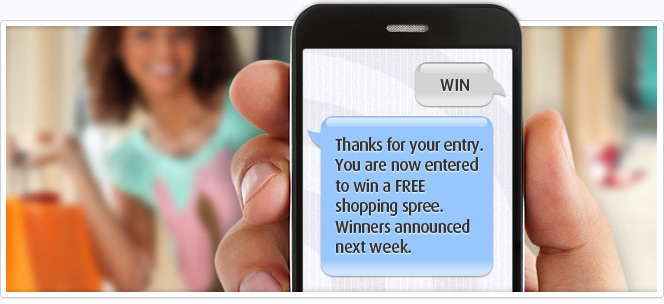 WIN
Thanks for your entry.
You are now entered
to win a FREE
shopping spree.
Winners announced
next week.